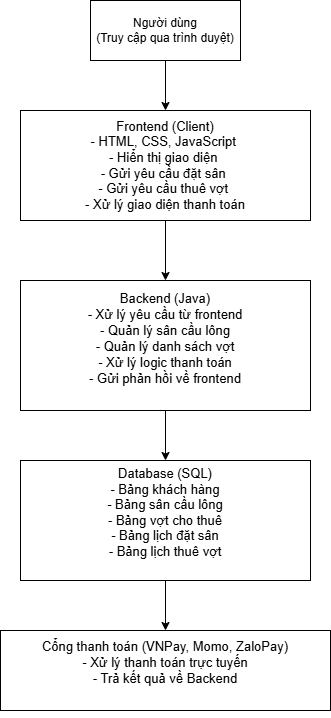 Người dùng
(Truy cập qua trình duyệt)
Frontend (Client)
- HTML, CSS, JavaScript
- Hiển thị giao diện
- Gửi yêu cầu đặt sân
- Gửi yêu cầu thuê vợt
- Xử lý giao diện thanh toán
Backend (Java)
- Xử lý yêu cầu từ frontend
- Quản lý sân cầu lông
- Quản lý danh sách vợt
- Xử lý logic thanh toán
- Gửi phản hồi về frontend
Database (SQL)
- Bảng khách hàng
- Bảng sân cầu lông
- Bảng vợt cho thuê
- Bảng lịch đặt sân
- Bảng lịch thuê vợt
Cổng thanh toán (VNPay, Momo, ZaloPay)
- Xử lý thanh toán trực tuyến
- Trả kết quả về Backend